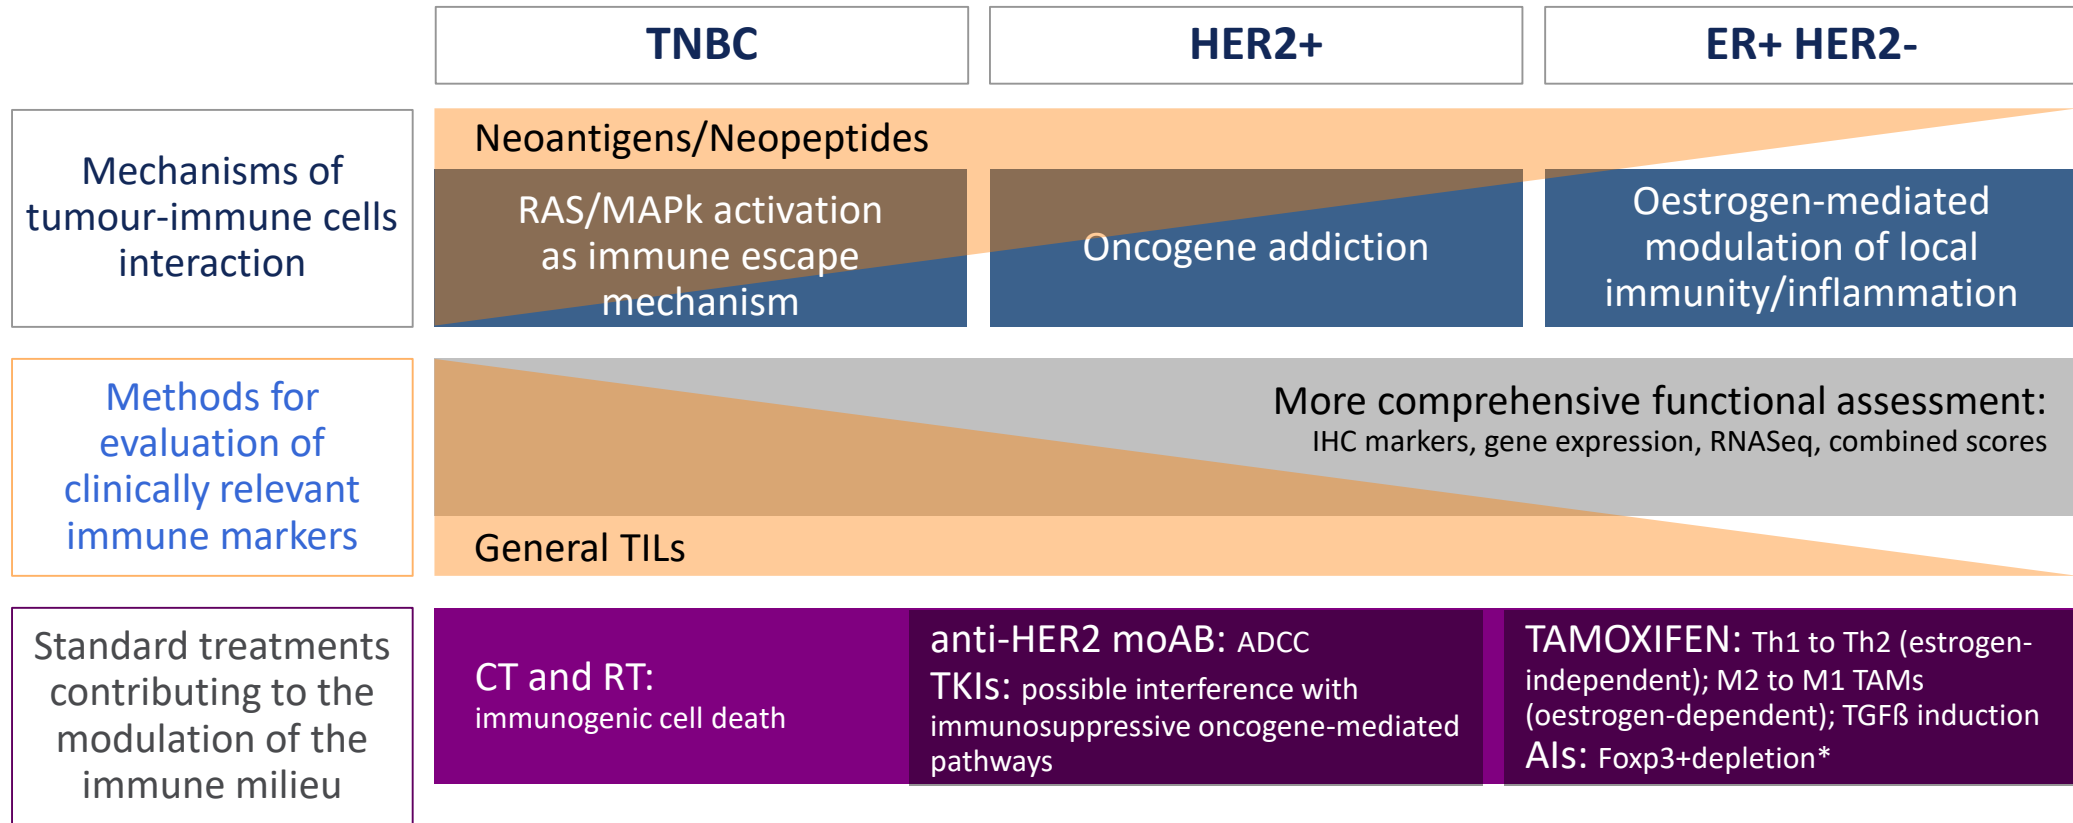 TNBC
HER2+
ER+ HER2-
Mechanisms of
tumour-immune cells
interaction
Neoantigens/Neopeptides
RAS/MAPk activation
as immune escape
mechanism
Oncogene addiction
Oestrogen-mediated
modulation of local
immunity/inflammation
Methods for
evaluation of
clinically relevant
immune markers
More comprehensive functional assessment:
IHC markers, gene expression, RNASeq, combined scores
General TILs
Standard treatments
contributing to the
modulation of the
immune milieu
CT and RT:
immunogenic cell death
anti-HER2 moAB: ADCC
TKIs: possible interference with
immunosuppressive oncogene-mediated
pathways
TAMOXIFEN: Th1 to Th2 (estrogen-
independent); M2 to M1 TAMs
(oestrogen-dependent); TGFß induction
AIs: Foxp3+depletion*